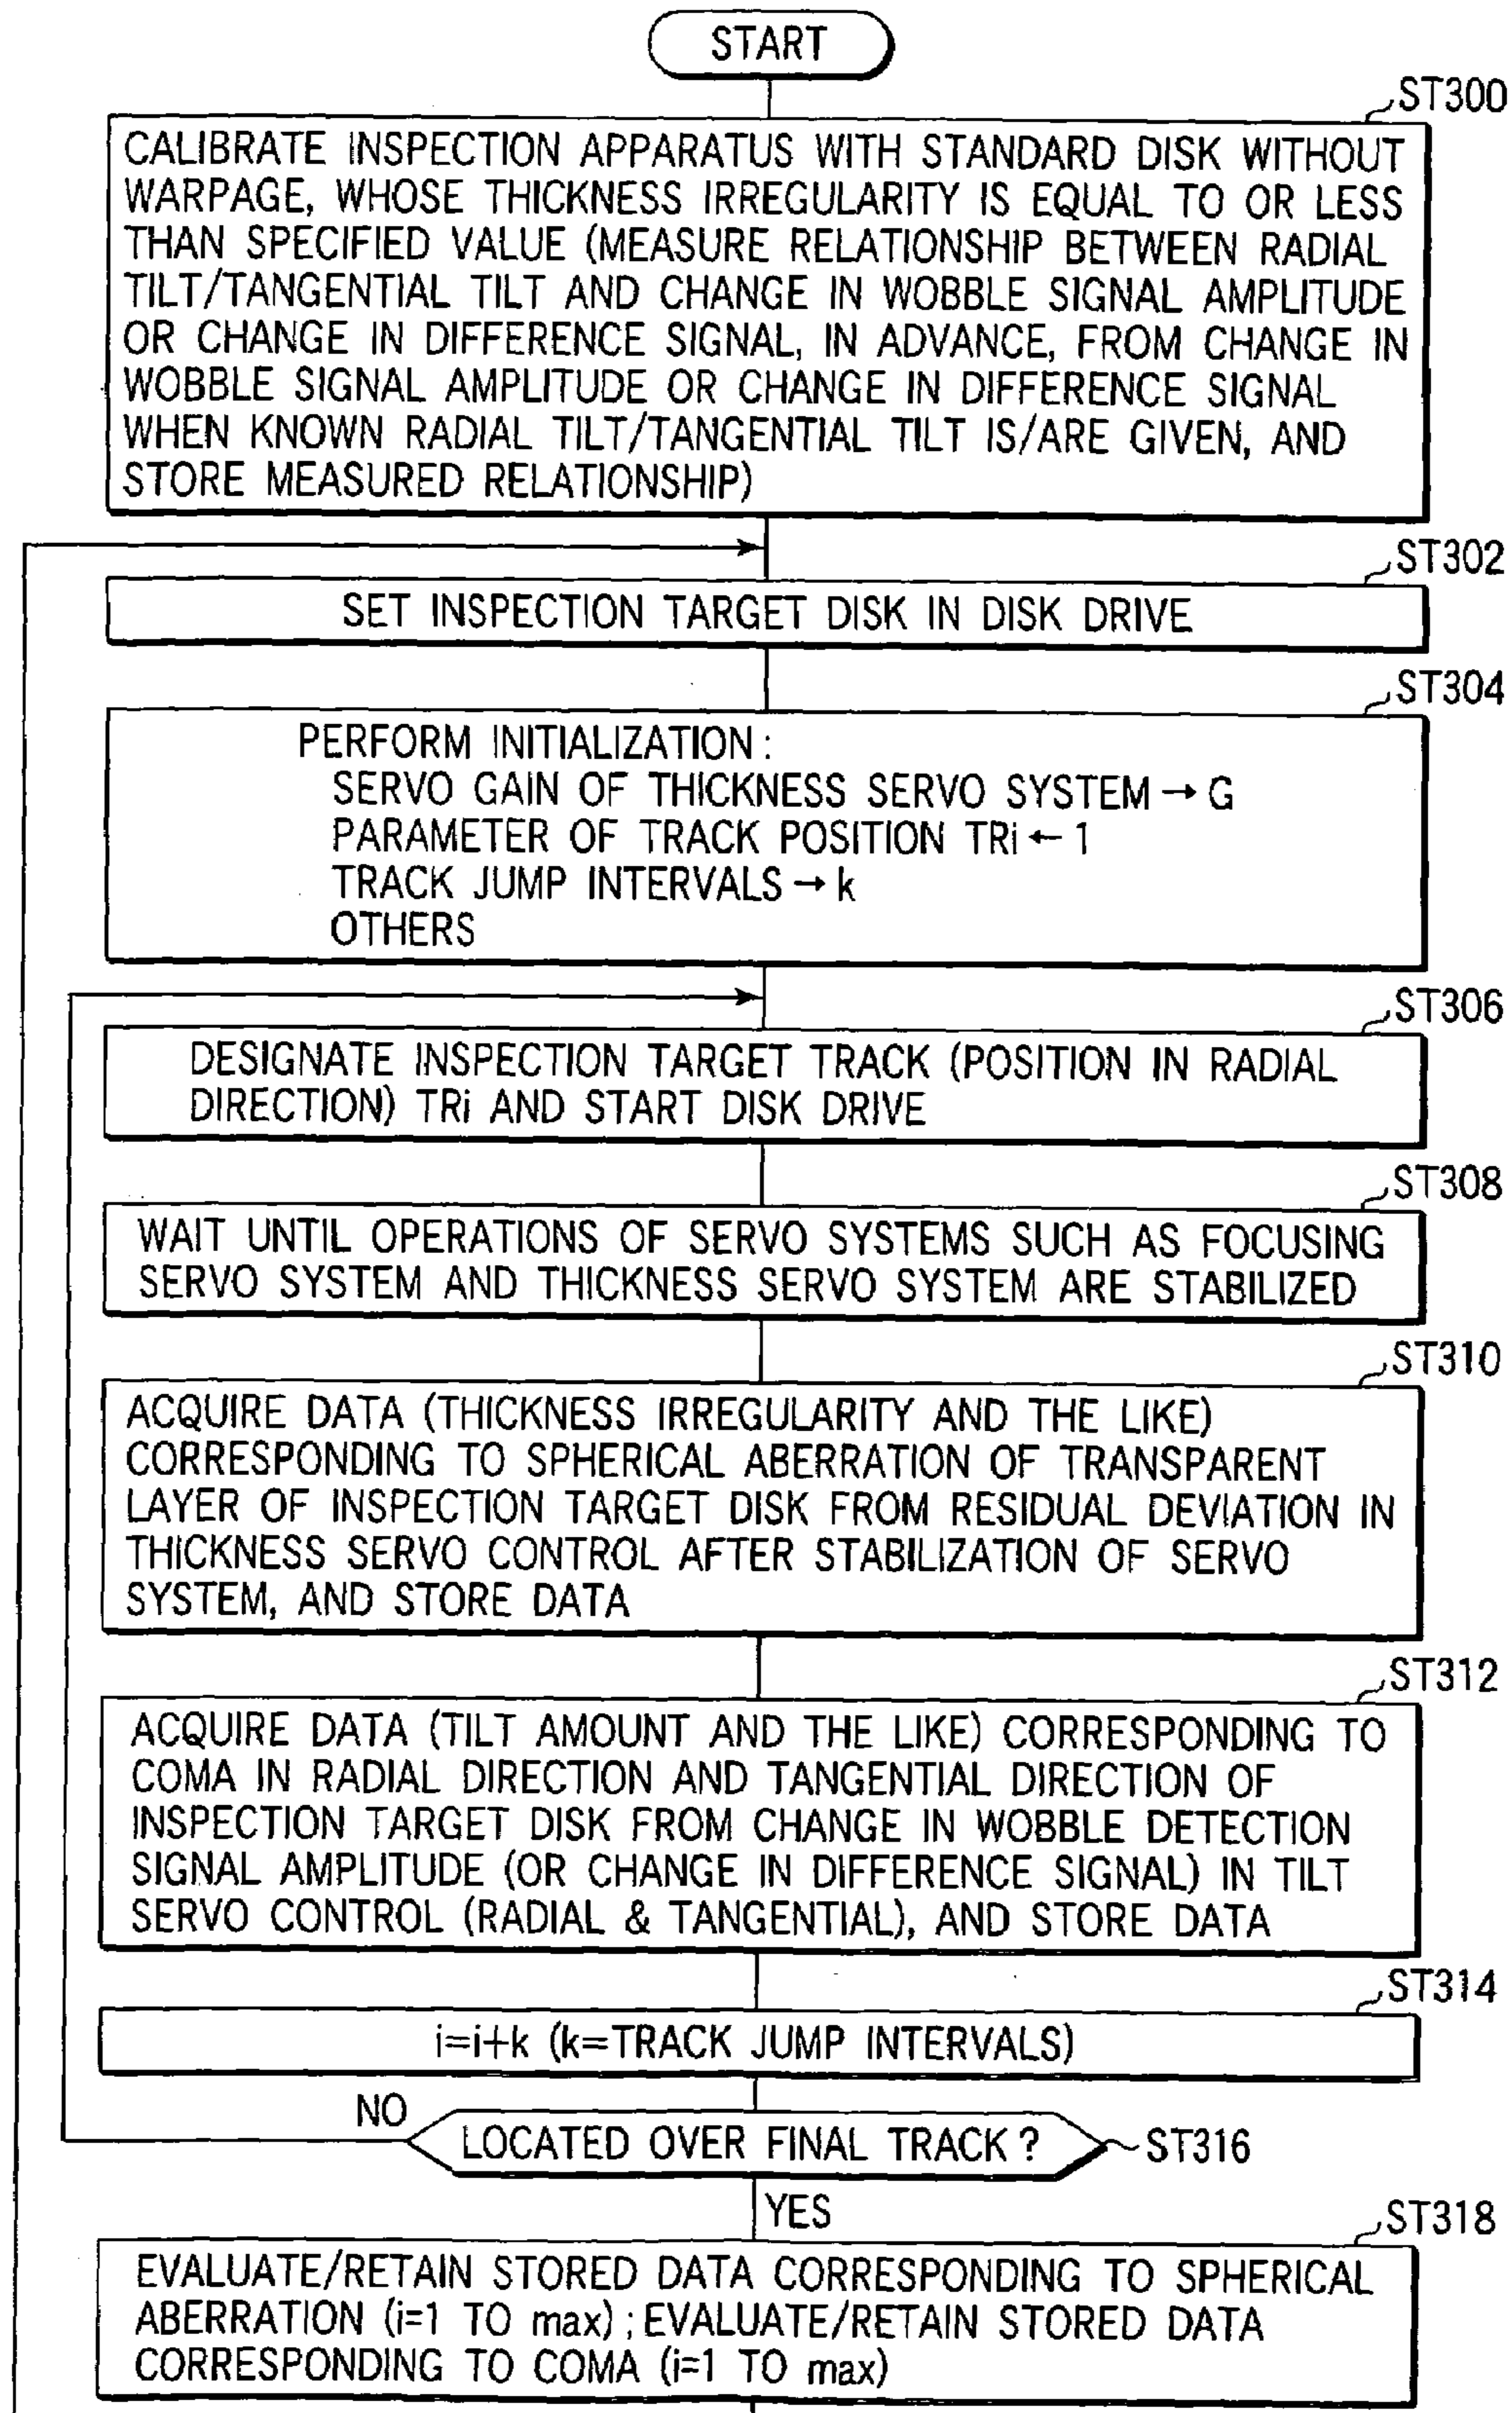 START
ST300
CALIBRATE INSPECTION APPARATUS WITH STANDARD DISK WITHOUT
WARPAGE, WHOSE THICKNESS IRREGULARITY IS EQUAL TO OR LESS
THAN SPECIFIED VALUE (MEASURE RELATIONSHIP BETWEEN RADIAL
TILT/TANGENTIAL TILT AND CHANGE IN WOBBLE SIGNAL AMPLITUDE
OR CHANGE IN DIFFERENCE SIGNAL, IN ADVANCE, FROM CHANGE IN
WOBBLE SIGNAL AMPLITUDE OR CHANGE IN DIFFERENCE SIGNAL
WHEN KNOWN RADIAL TILT/TANGENTIAL TILT IS/ARE GIVEN, AND
STORE MEASURED RELATIONSHIP)
ST302
SET INSPECTION TARGET DISK IN DISK DRIVE
ST304
PERFORM INITIALIZATION:
SERVO GAIN OF THICKNESS SERVO SYSTEM → G
PARAMETER OF TRACK POSITION TRi ← 1
TRACK JUMP INTERVALS → k
OTHERS
ST306
DESIGNATE INSPECTION TARGET TRACK (POSITION IN RADIAL
DIRECTION) TRi AND START DISK DRIVE
ST308
WAIT UNTIL OPERATIONS OF SERVO SYSTEMS SUCH AS FOCUSING
SERVO SYSTEM AND THICKNESS SERVO SYSTEM ARE STABILIZED
ST310
ACQUIRE DATA (THICKNESS IRREGULARITY AND THE LIKE)
CORRESPONDING TO SPHERICAL ABERRATION OF TRANSPARENT
LAYER OF INSPECTION TARGET DISK FROM RESIDUAL DEVIATION IN
THICKNESS SERVO CONTROL AFTER STABILIZATION OF SERVO
SYSTEM, AND STORE DATA
ST312
ACQUIRE DATA (TILT AMOUNT AND THE LIKE) CORRESPONDING TO
COMA IN RADIAL DIRECTION AND TANGENTIAL DIRECTION OF
INSPECTION TARGET DISK FROM CHANGE IN WOBBLE DETECTION
SIGNAL AMPLITUDE (OR CHANGE IN DIFFERENCE SIGNAL) IN TILT
SERVO CONTROL (RADIAL & TANGENTIAL), AND STORE DATA
ST314
i=i+k (k=TRACK JUMP INTERVALS)
NO
LOCATED OVER FINAL TRACK?
ST316
YES
ST318
EVALUATE/RETAIN STORED DATA CORRESPONDING TO SPHERICAL
ABERRATION (i=1 TO max); EVALUATE/RETAIN STORED DATA
CORRESPONDING TO COMA (i=1 TO max)